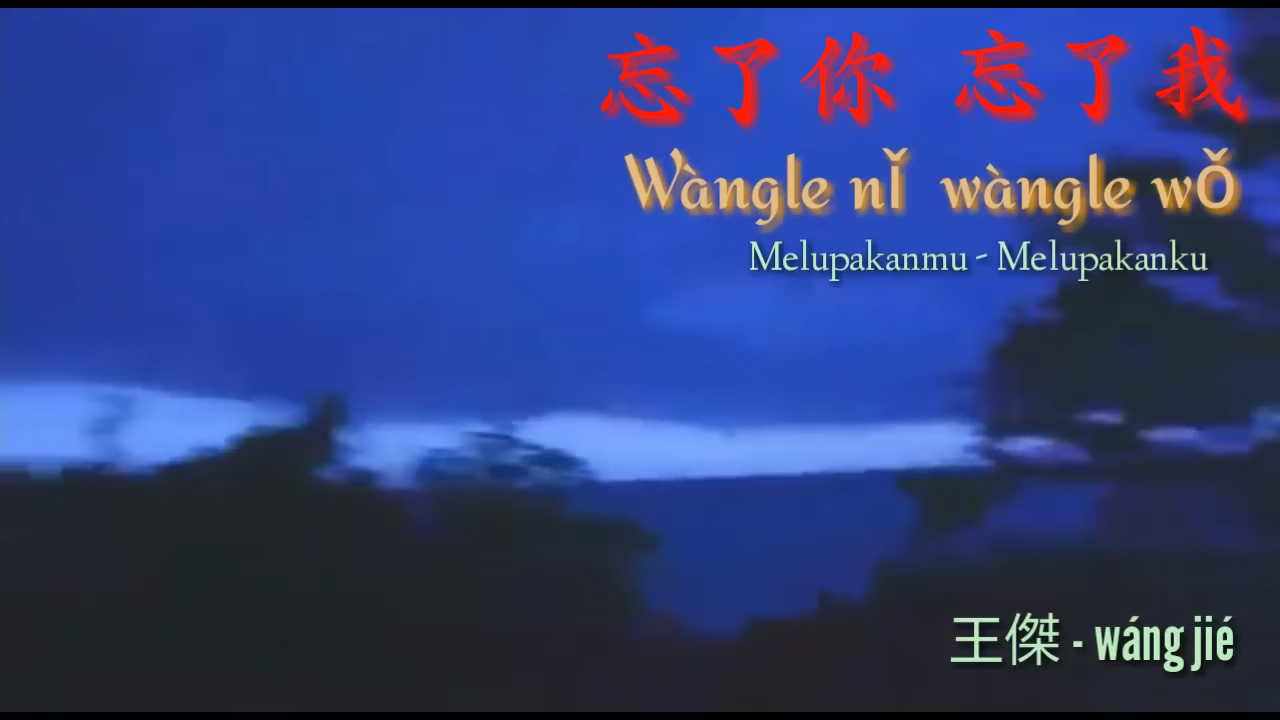 忘了你 忘了我
Wàngle nǐ wàngle wǒ
Melupakanmu - Melupakanku
王傑 - wáng jié